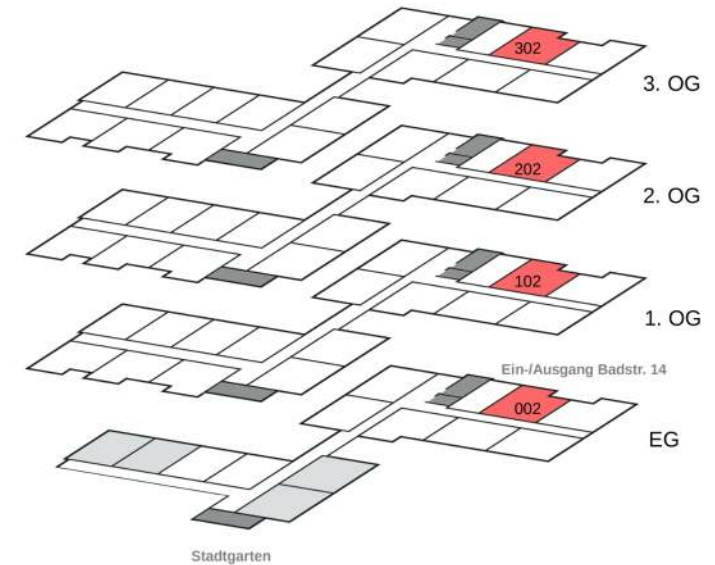 302
3. OG
202
2. OG
102
1. OG
Ein-/Ausgang Badstr. 14
002
EG
Stadtgarten